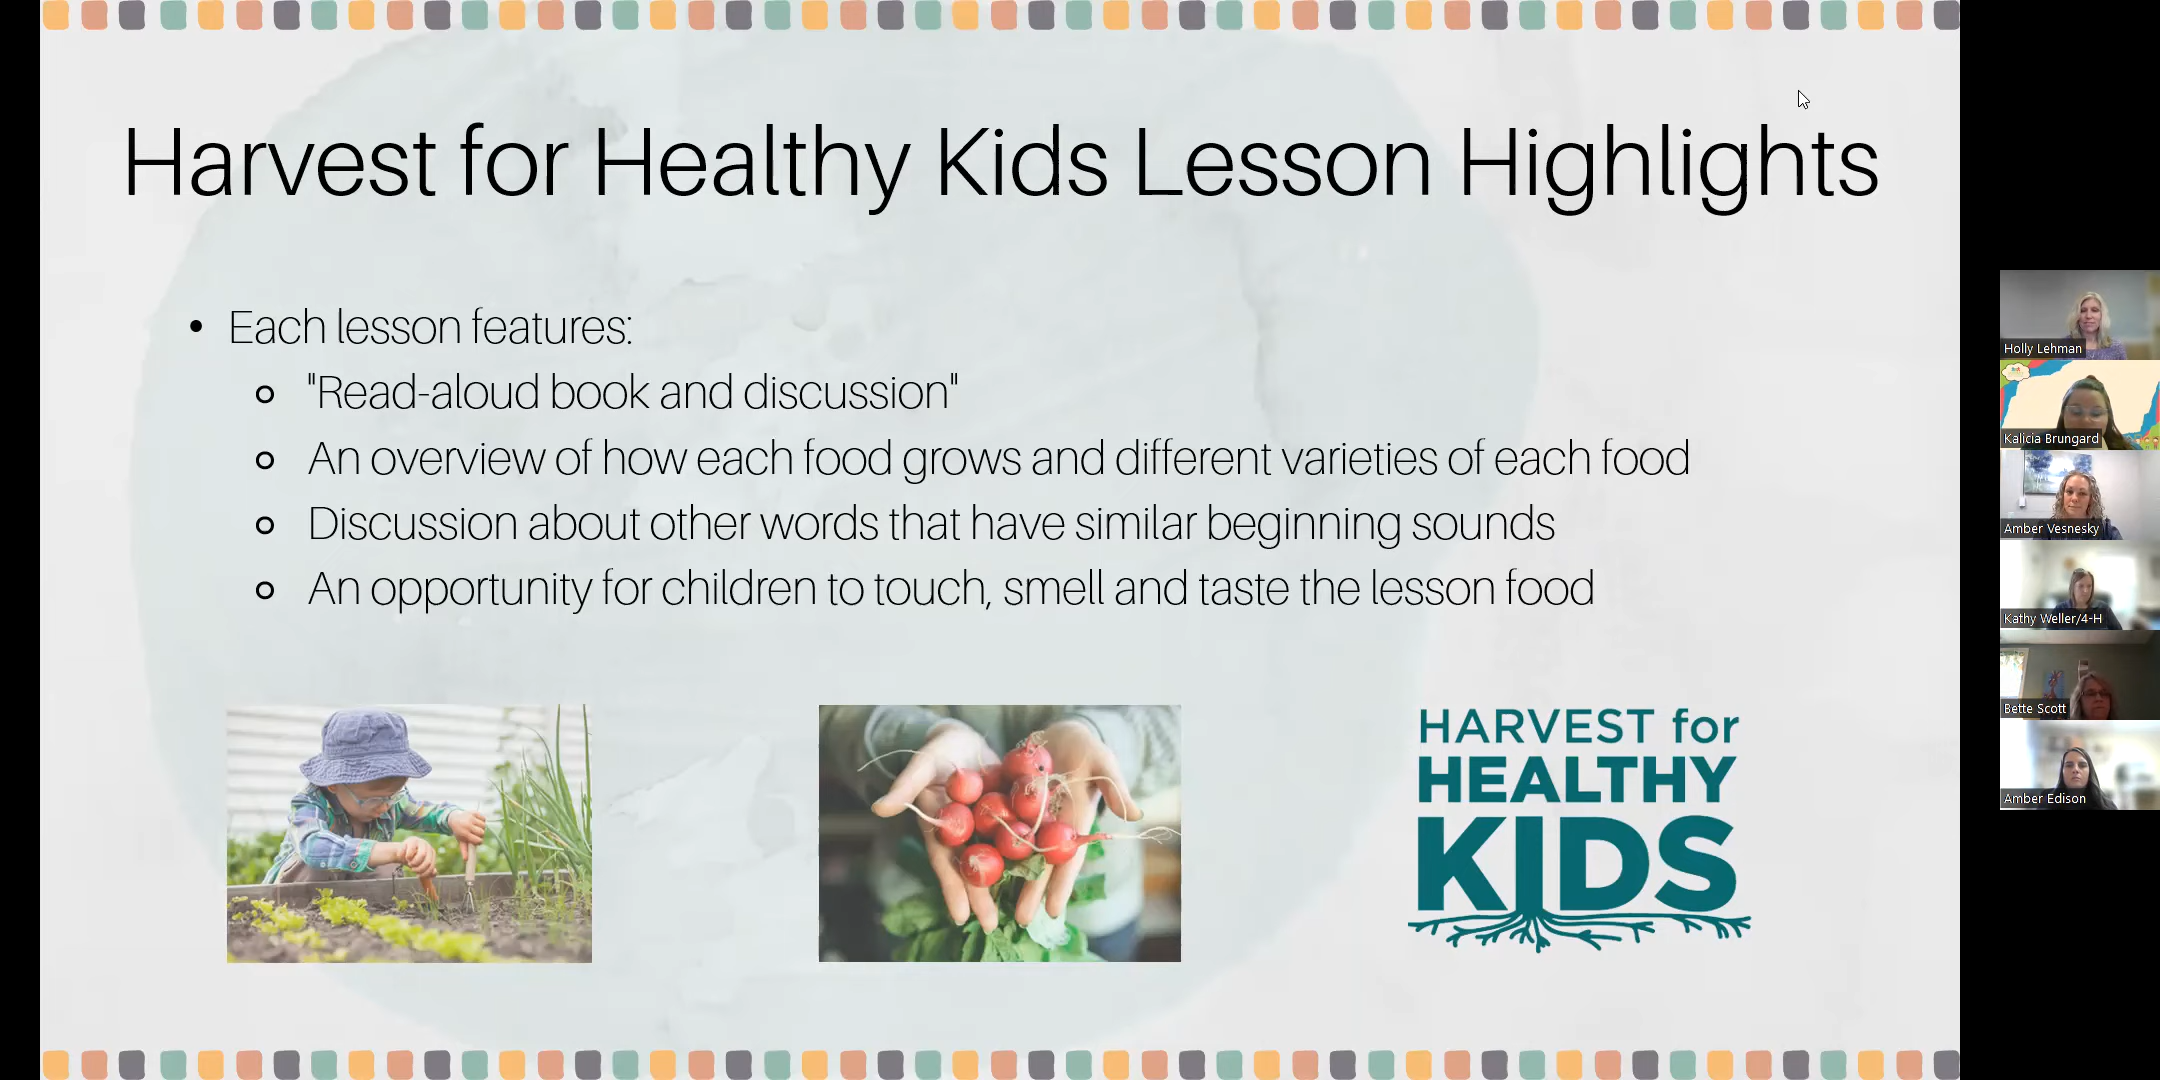 Harvest for Healthy Kids Lesson Highlights
• Each lesson features:
"Read-aloud book and discussion"
An overview of how each food grows and different varieties of each food
Discussion about other words that have similar beginning sounds
An opportunity for children to touch, smell and taste the lesson food
HARVEST for
HEALTHY
KIDS
Holly Lehman
Kalicia Brungard
Amber Vesnesky
Kathy Weller/4-H
Bette Scott
Amber Edison